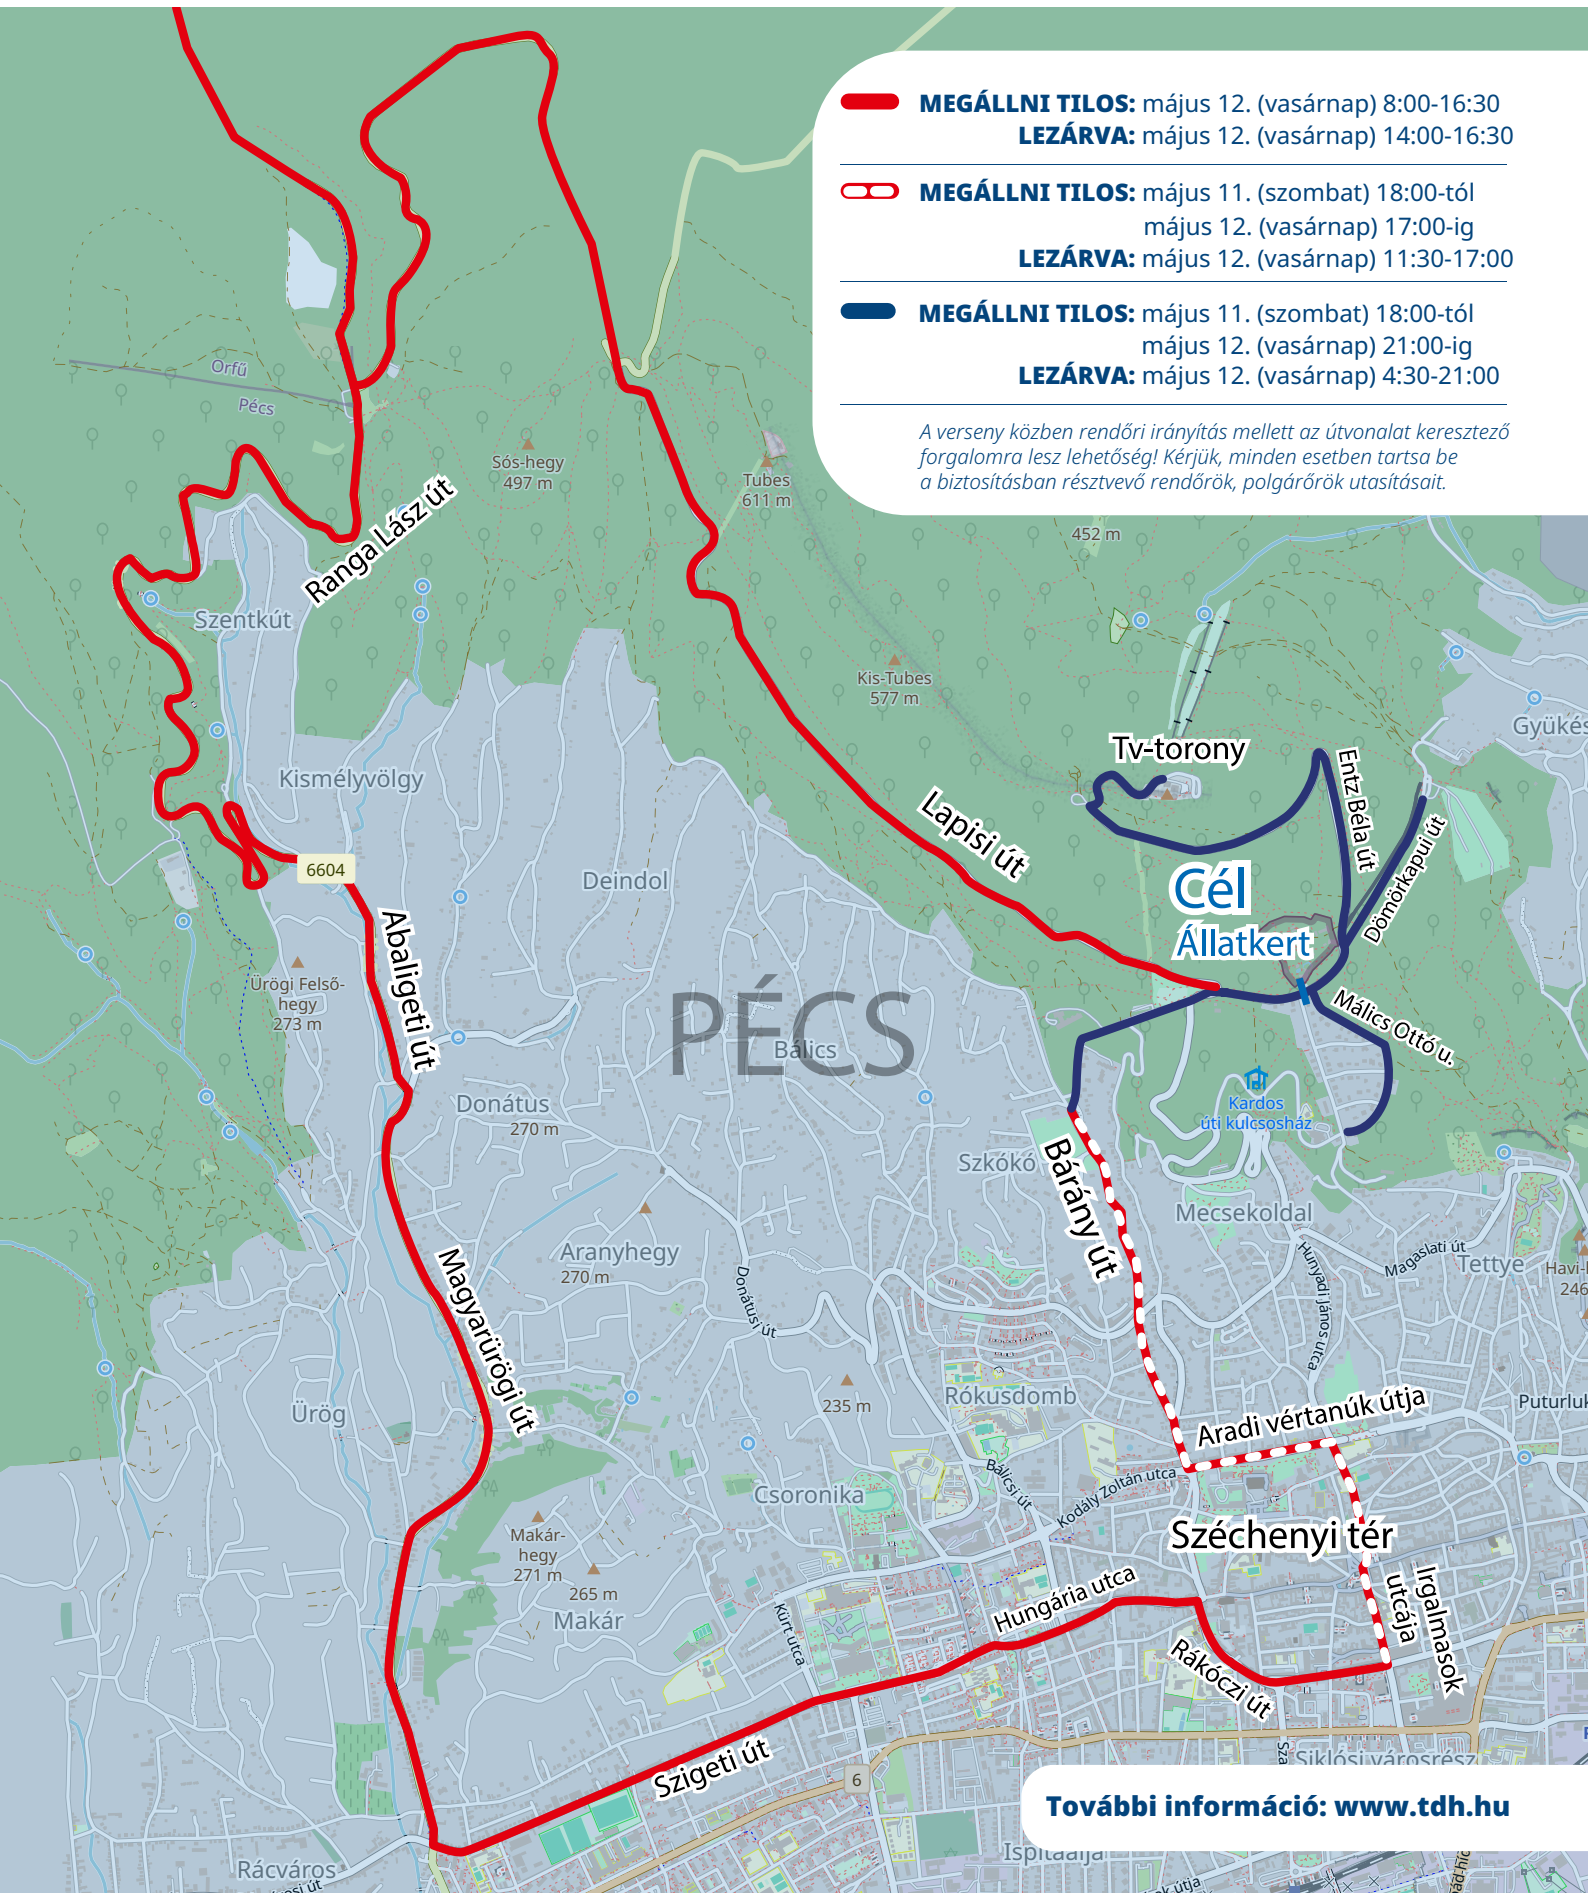 MEGÁLLNI TILOS: május 12. (vasárnap) 8:00-16:30
LEZÁRVA: május 12. (vasárnap) 14:00-16:30
MEGÁLLNI TILOS: május 11. (szombat) 18:00-tól
május 12. (vasárnap) 17:00-ig
LEZÁRVA: május 12. (vasárnap) 11:30-17:00
MEGÁLLNI TILOS: május 11. (szombat) 18:00-tól
május 12. (vasárnap) 21:00-ig
LEZÁRVA: május 12. (vasárnap) 4:30-21:00
A verseny közben rendőri irányítás mellett az útvonalat keresztező
forgalomra lesz lehetőség! Kérjük, minden esetben tartsa be
a biztosításban résztvevő rendőrök, polgárőrök utasításait.
Orfű
Pécs
Sós-hegy
497 m
Tubes
611 m
452 m
Ranga Lász út
Szentkút
Kis-Tubes
577 m
Gyükés
Tv-torony
Entz Béla út
Kismélyvölgy
Lapisi út
Dömörkapui út
6604
Deindol
Cél
Állatkert
Abaligeti út
Ürögi Felső-
hegy
273 m
PÉCS
Bálics
Málics Ottó u.
Donátus
270 m
Kardos
úti kulcsosház
Szkókó
Bárány út
Mecsekoldal
Aranyhegy
270 m
Magyarürögi út
Donátusi út
Hunyadi János utca
Magaslati út
Tettye
Havi-
246
Ürög
235 m
Rókusdomb
Aradi vértanúk útja
Puturluk
Csoronika
Bálicsi út
Kodály Zoltán utca
Makár-
hegy
271 m
265 m
Makár
Széchenyi tér
Hungária utca
Irgalmasok
utcája
Kürt utca
Rákóczi út
Szigeti út
6
Sza
Siklósi városrész
További információ: www.tdh.hu
Ispitaalja
Rácváros
si út
k útja